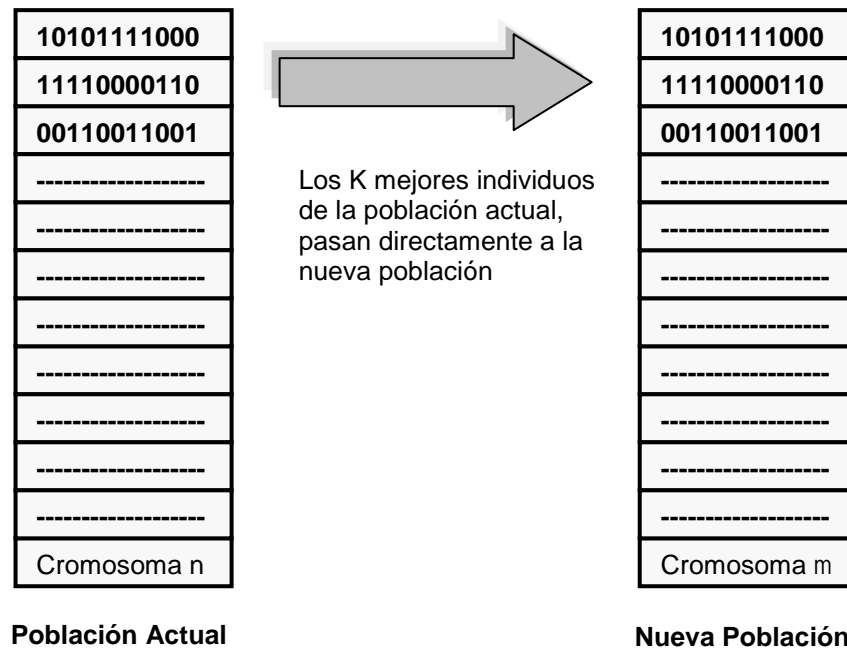 10101111000
11110000110
00110011001
-------------------
-------------------
-------------------
-------------------
-------------------
-------------------
-------------------
-------------------
Cromosoma n
Población Actual
Los K mejores individuos
de la población actual,
pasan directamente a la
nueva población
10101111000
11110000110
00110011001
-------------------
-------------------
-------------------
-------------------
-------------------
-------------------
-------------------
-------------------
Cromosoma m
Nueva Población